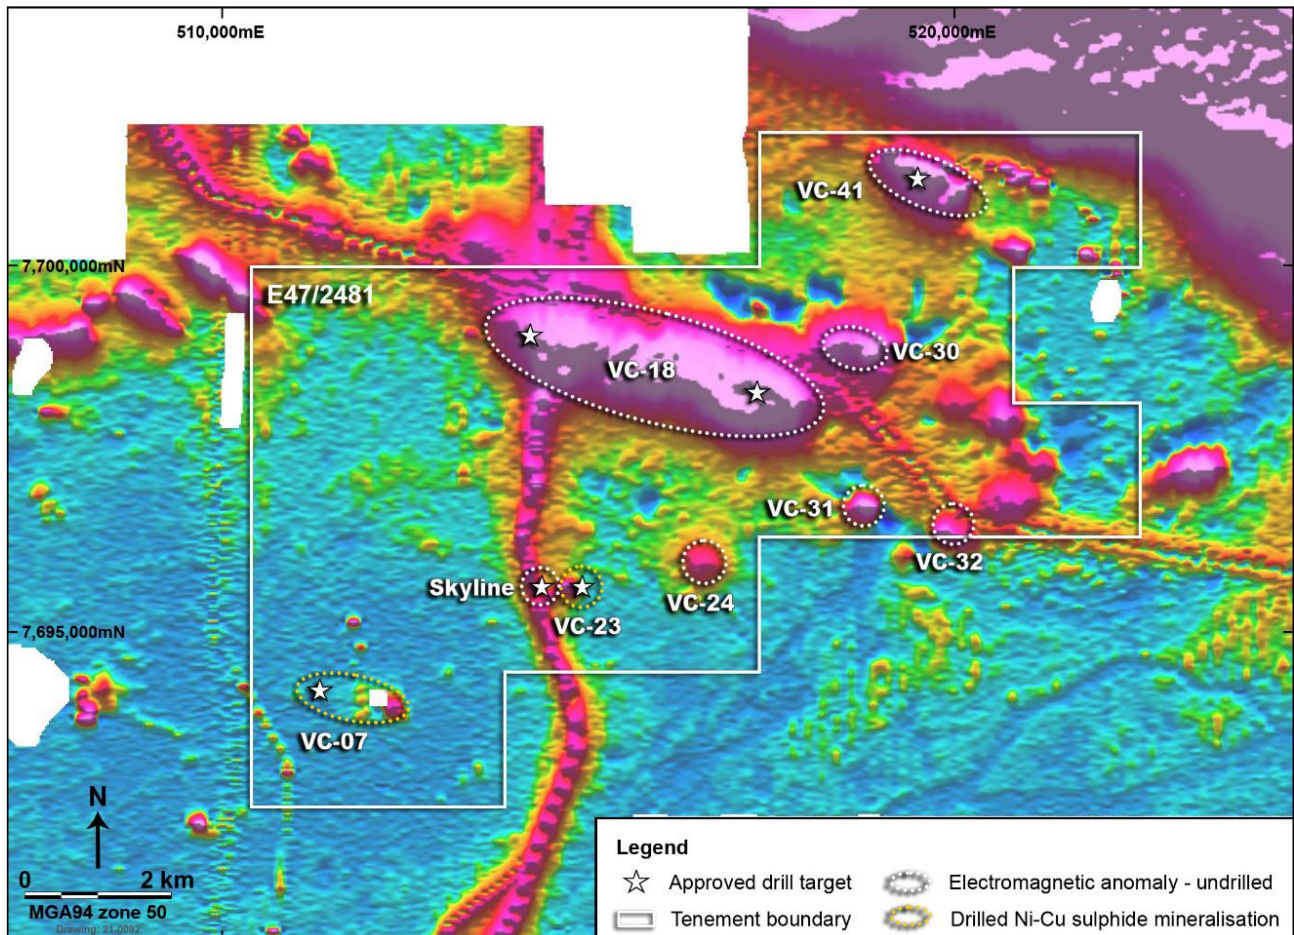 510,000mE
520,000mE
VC-41
7,700,000mN
E47/2481
VC-18
VC-30
VC-31
VC-32
Skyline
VC-23
VC-24
7,695,000mN
VC-07
N
0 2 km
MGA94 zone 50
Drawing: 21-0092
Legend
Approved drill target
Electromagnetic anomaly - undrilled
Tenement boundary
Drilled Ni-Cu sulphide mineralisation